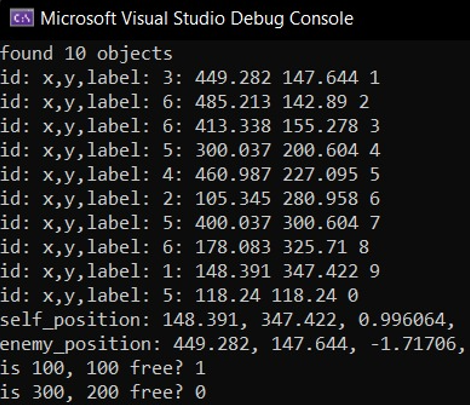 C:\ Microsoft Visual Studio Debug Console
found 10 objects
id: x,y,label: 3: 449.282 147.644 1
id: x,y,label: 6: 485.213 142.89 2
id: x,y,label: 6: 413.338 155.278 3
id: x,y,label: 5: 300.037 200.604 4
id: x,y,label: 4: 460.987 227.095 5
id: x,y,label: 2: 105.345 280.958 6
id: x,y,label: 5: 400.037 300.604 7
id: x,y,label: 6: 178.083 325.71 8
id: x,y,label: 1: 148.391 347.422 9
id: x,y,label: 5: 118.24 118.24 0
self_position: 148.391, 347.422, 0.996064,
enemy_position: 449.282, 147.644, -1.71706,
is 100, 100 free? 1
is 300, 200 free? 0